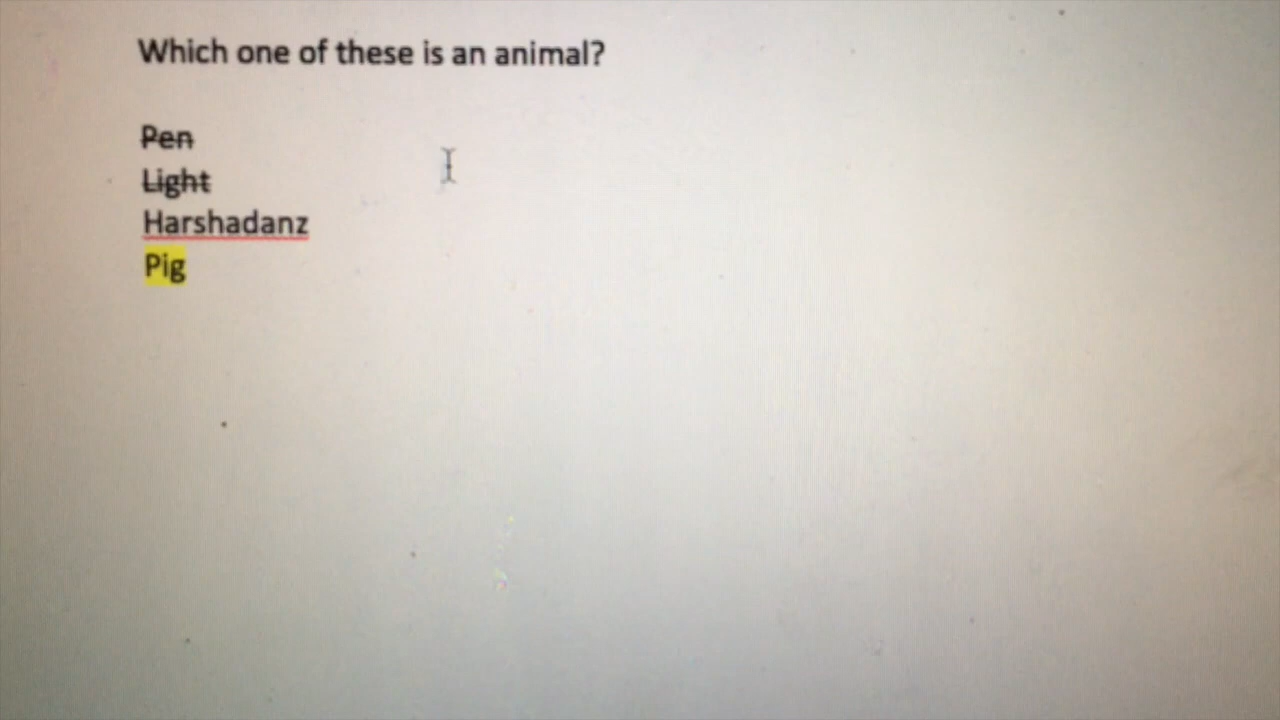 Which one of these is an animal?
Pen
Light
Harshadanz
Pig